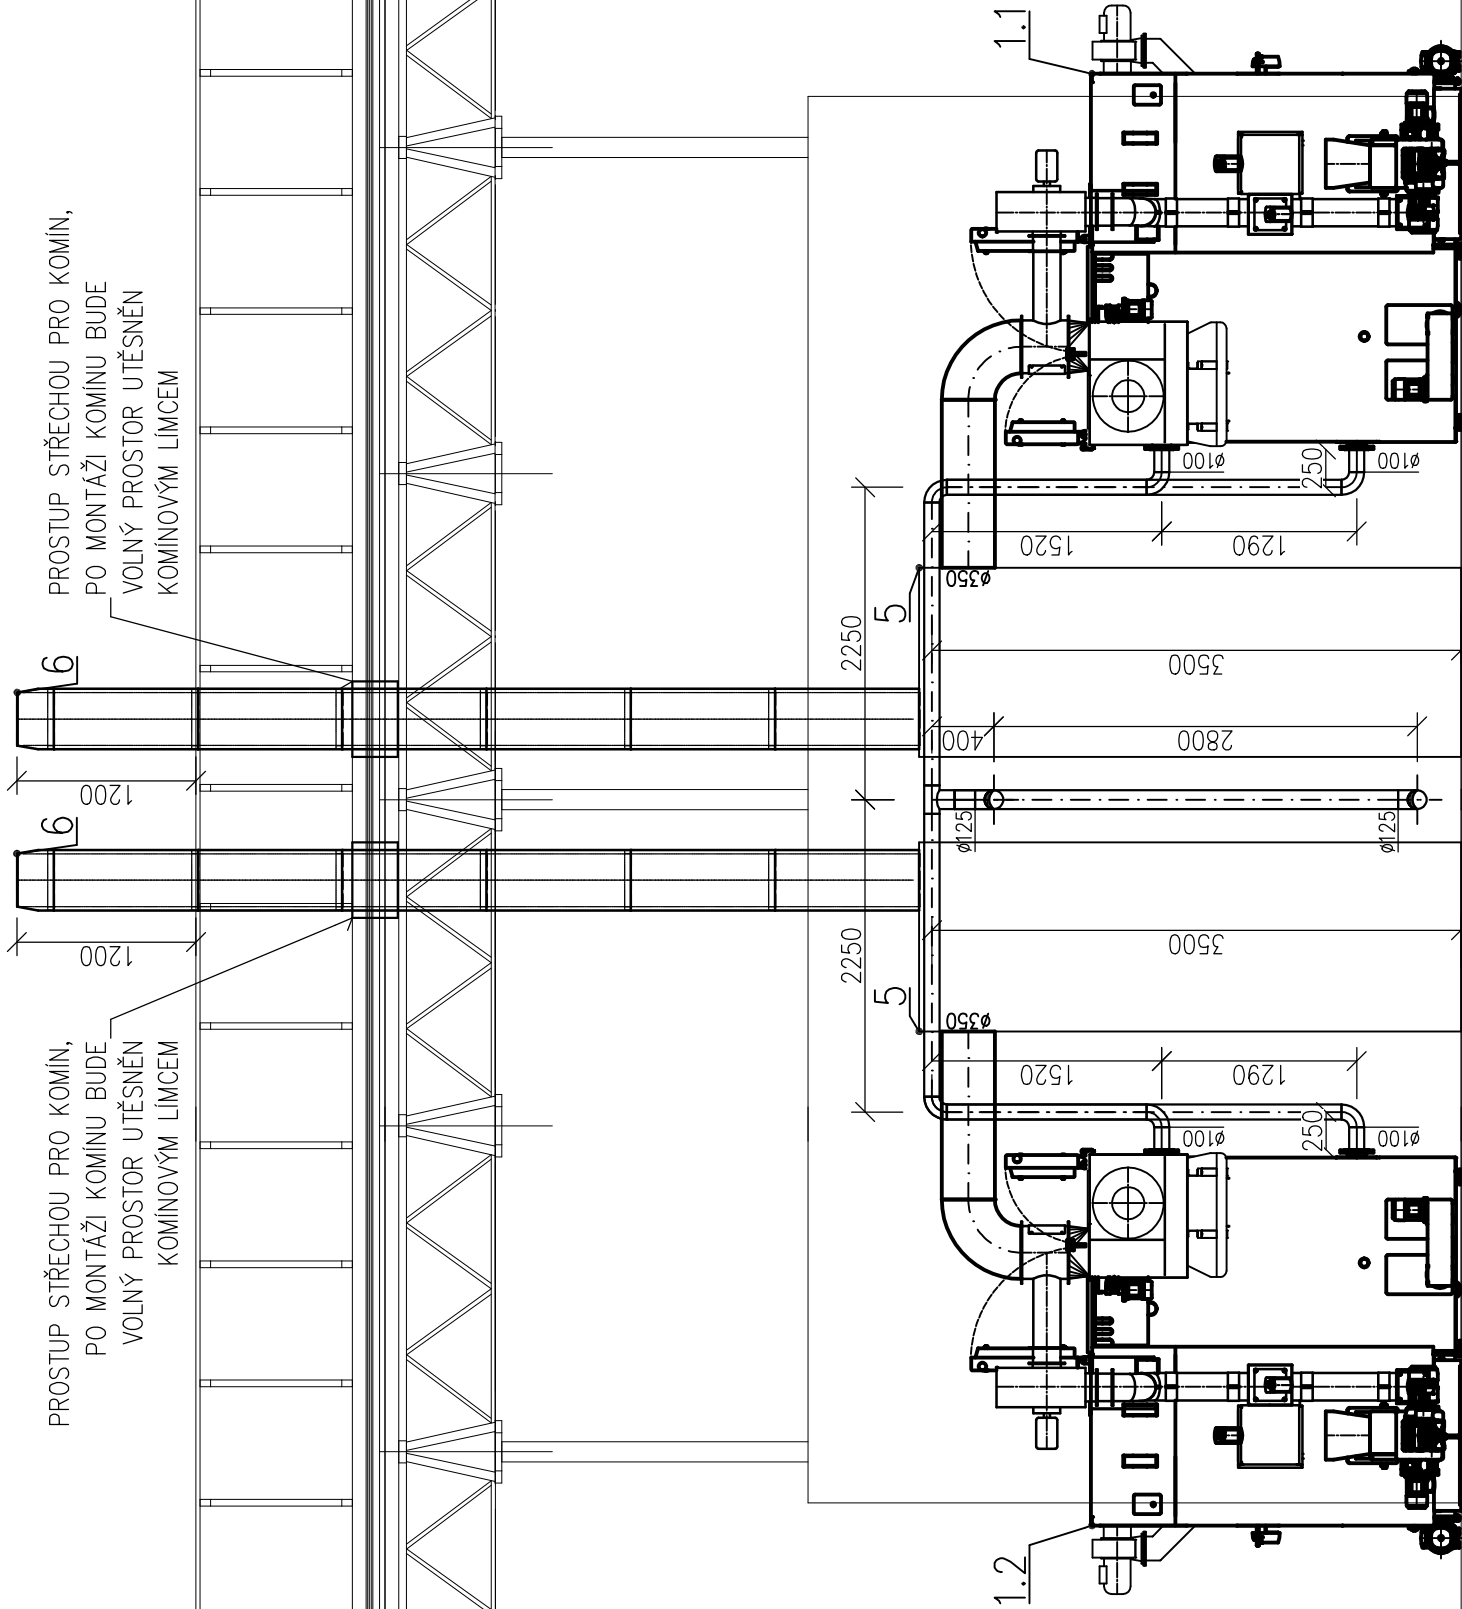 PROSTUP STŘECHOU PRO KOMÍN,
PO MONTÁŽI KOMÍNU BUDE
VOLNÝ PROSTOR UTĚSNĚN
KOMÍNOVÝM LÍMCEM
PROSTUP STŘECHOU PRO KOMÍN,
PO MONTÁŽI KOMÍNU BUDE
VOLNÝ PROSTOR UTĚSNĚN
KOMÍNOVÝM LÍMCEM
6
6
1200
1200
1.2
1.1
5
5
2250
2250
ø350
ø350
1520
1520
1290
1290
250
250
ø100
ø100
ø100
ø100
3500
3500
400
2800
ø125
ø125